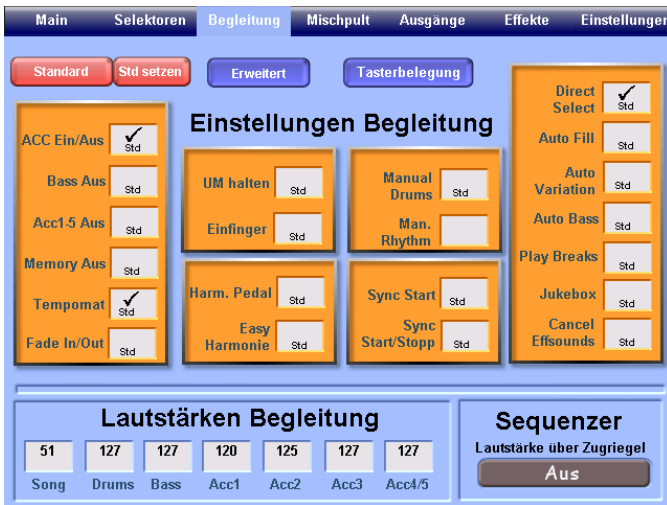 Main Selektoren Begleitung Mischpult Ausgänge Effekte Einstellunger
Standard Std setzen Erweitert Tasterbelegung
Einstellungen Begleitung
ACC Ein/Aus Std
Bass Aus Std
Acc1-5 Aus Std
Memory Aus Std
Tempomat Std
Fade In/Out Std
UM halten Std
Einfinger Std
Manual
Drums Std
Man.
Rhythm
Harm. Pedal Std
Easy
Harmonie Std
Sync Start Std
Sync
Start/Stopp Std
Direct
Select Std
Auto Fill Std
Auto
Variation Std
Auto Bass Std
Play Breaks Std
Jukebox Std
Cancel
Effsounds Std
Lautstärken Begleitung
51 127 127 120 125 127 127
Song Drums Bass Acc1 Acc2 Acc3 Acc4/5
Sequenzer
Lautstärke über Zugriegel
Aus